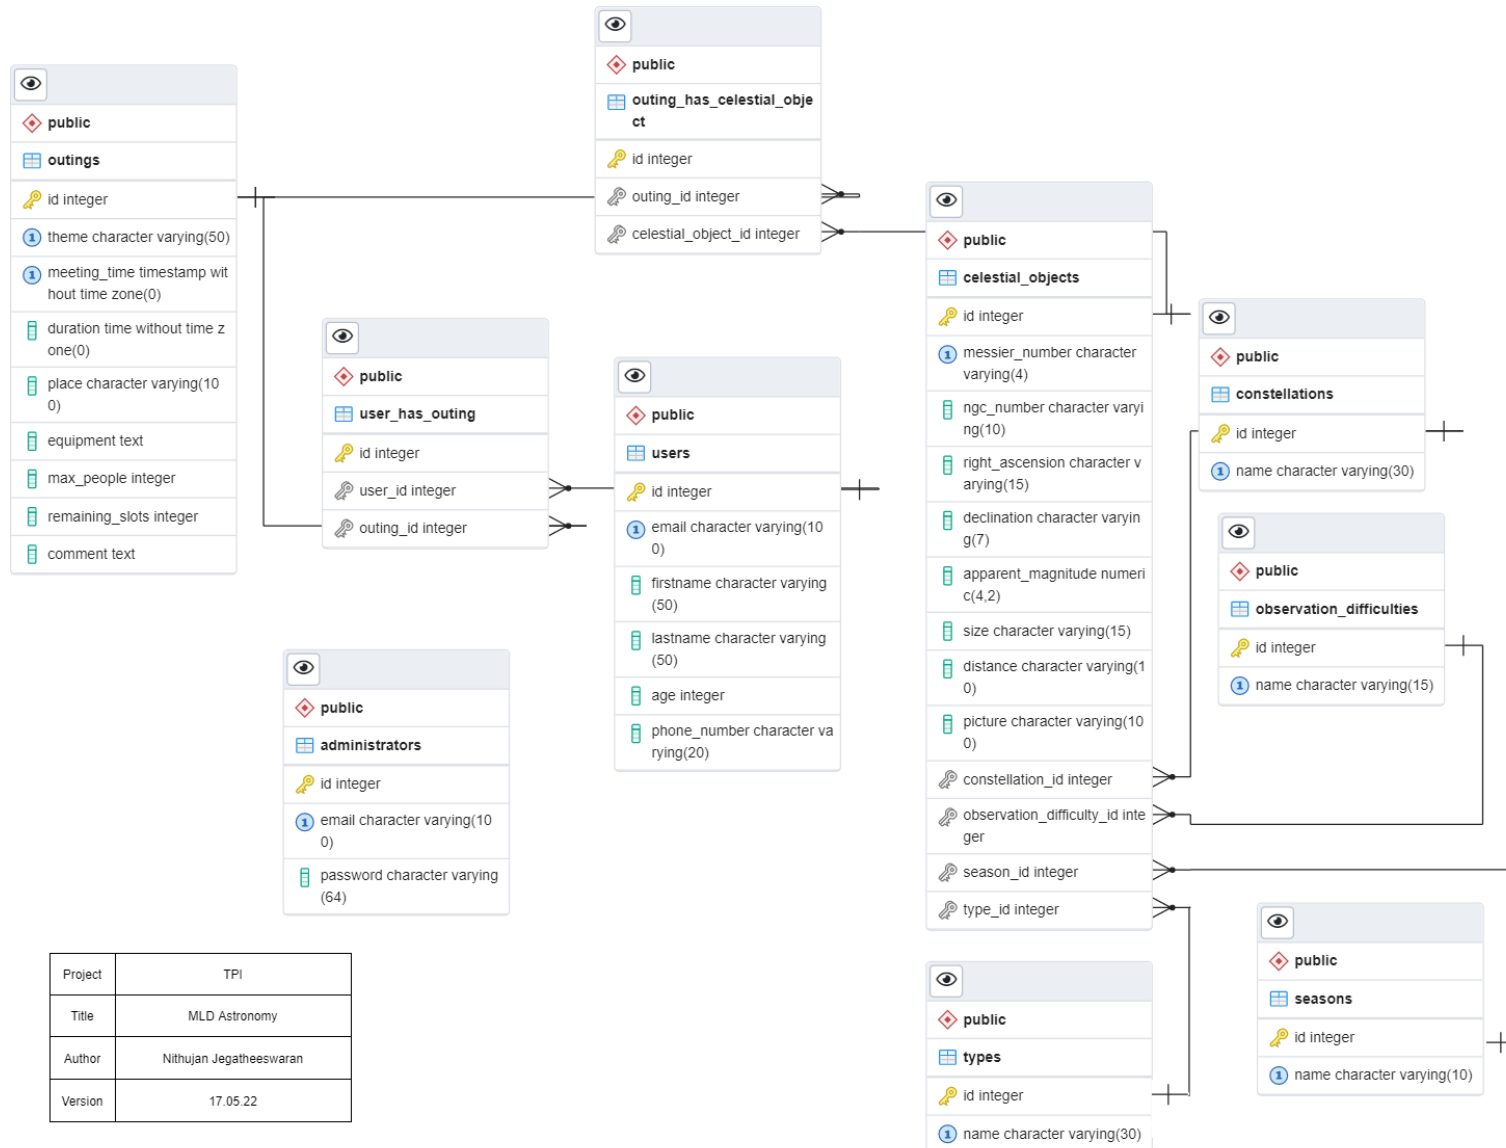 public
outings
id integer
theme character varying(50)
meeting_time timestamp wit
hout time zone(0)
duration time without time z
one(0)
place character varying(10
0)
equipment text
max_people integer
remaining_slots integer
comment text
public
outing_has_celestial_obje
ct
id integer
outing_id integer
celestial_object_id integer
public
user_has_outing
id integer
user_id integer
outing_id integer
public
users
id integer
email character varying(10
0)
firstname character varying
(50)
lastname character varying
(50)
age integer
phone_number character va
rying(20)
public
celestial_objects
id integer
messier_number character
varying(4)
ngc_number character varyi
ng(10)
right_ascension character v
arying(15)
declination character varyin
g(7)
apparent_magnitude numeri
c(4,2)
size character varying(15)
distance character varying(1
0)
picture character varying(10
0)
constellation_id integer
observation_difficulty_id inte
ger
season_id integer
type_id integer
public
constellations
id integer
name character varying(30)
public
observation_difficulties
id integer
name character varying(15)
public
administrators
id integer
email character varying(10
0)
password character varying
(64)
public
types
id integer
name character varying(30)
public
seasons
id integer
name character varying(10)
Project TPI
Title MLD Astronomy
Author Nithujan Jegatheeswaran
Version 17.05.22